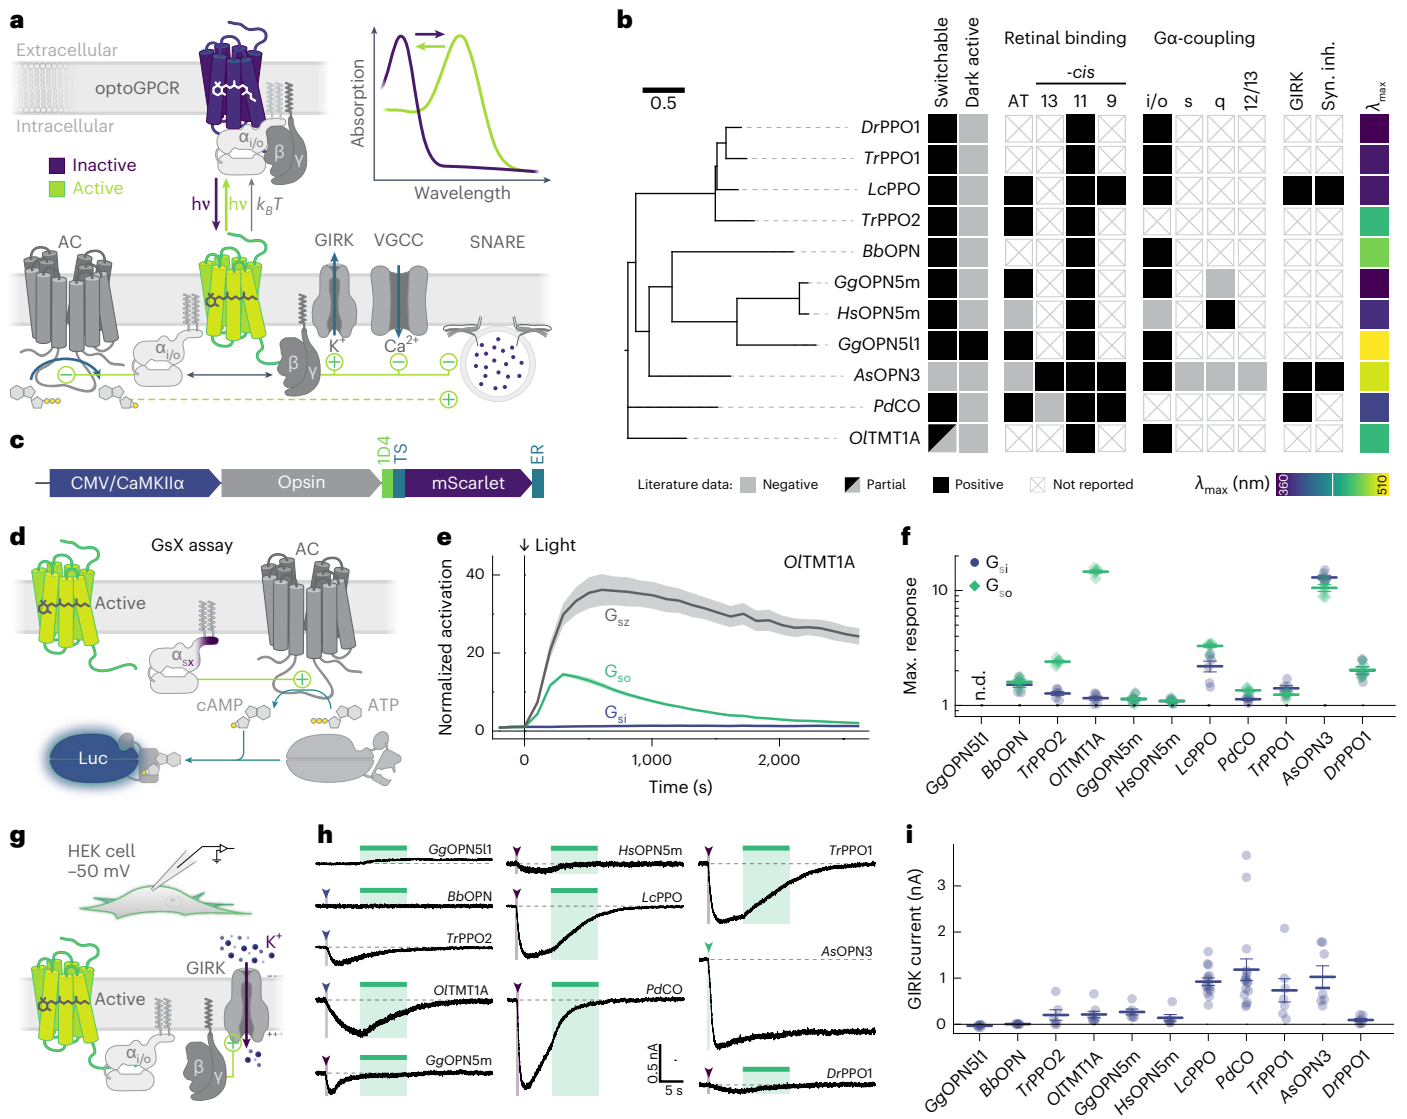 a
Extracellular
optoGPCR
Intracellular
Inactive
Active
αi/o
β
γ
hν
hν
kBT
Absorption
Wavelength
AC
GIRK
VGCC
SNARE
αi/o
β
γ
K+
Ca2+
+
−
−
−
+
b
0.5
Switchable
Dark active
Retinal binding
-cis
AT
13
11
9
Gα-coupling
i/o
s
q
12/13
GIRK
Syn. inh.
λmax
DrPPO1
TrPPO1
LcPPO
TrPPO2
BbOPN
GgOPN5m
HsOPN5m
GgOPN5l1
AsOPN3
PdCO
OlTMT1A
Literature data:
Negative
Partial
Positive
Not reported
λmax (nm)
360
510
c
CMV/CaMKIIα
Opsin
1D4
TS
mScarlet
ER
d
GsX assay
AC
Active
αsx
+
cAMP
ATP
Luc
e
Light
OlTMT1A
Normalized activation
40
20
0
Gsz
Gso
Gsi
0
1,000
2,000
Time (s)
f
Gsi
Gso
Max. response
10
1
n.d.
GgOPN5l1
BbOPN
TrPPO2
OlTMT1A
GgOPN5m
HsOPN5m
LcPPO
PdCO
TrPPO1
AsOPN3
DrPPO1
g
HEK cell
−50 mV
K+
GIRK
Active
αi/o
β
γ
+
+++
h
GgOPN5l1
BbOPN
TrPPO2
OlTMT1A
GgOPN5m
HsOPN5m
LcPPO
PdCO
TrPPO1
AsOPN3
DrPPO1
0.5 nA
5 s
i
GIRK current (nA)
3
2
1
0
GgOPN5l1
BbOPN
TrPPO2
OlTMT1A
GgOPN5m
HsOPN5m
LcPPO
PdCO
TrPPO1
AsOPN3
DrPPO1